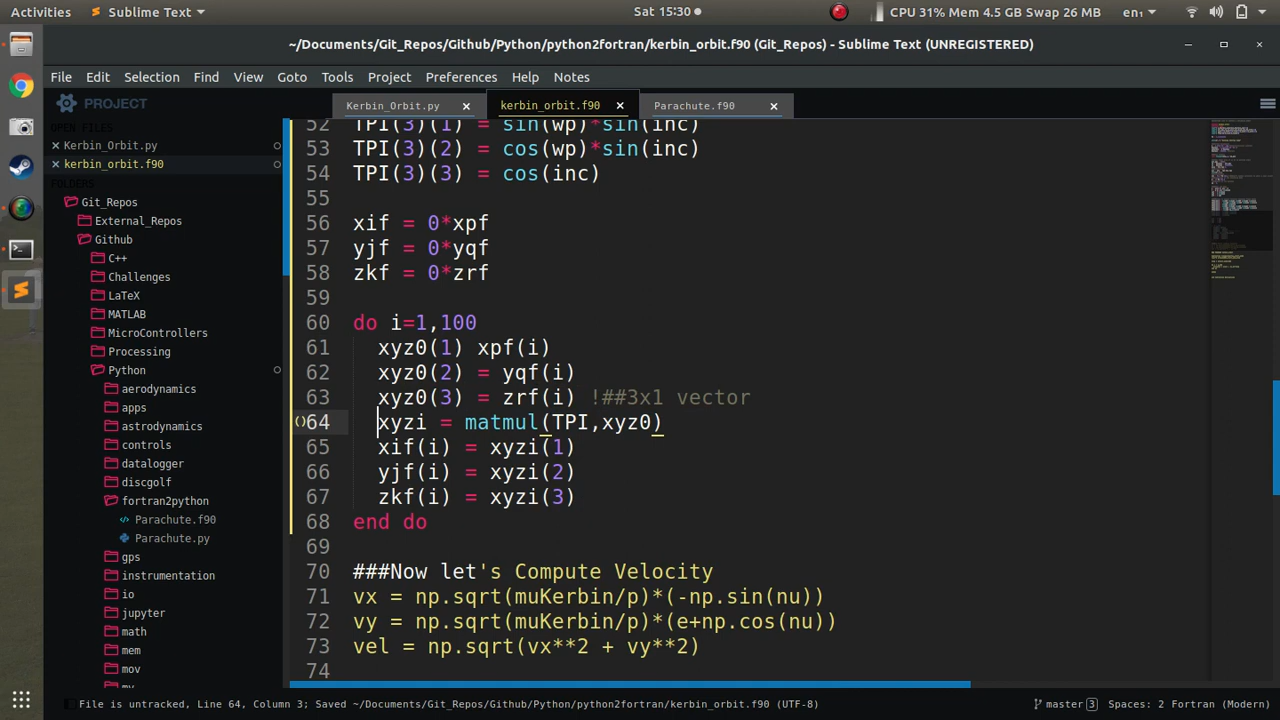 Activities Sublime Text Sat 15:30 CPU 31% Mem 4.5 GB Swap 26 MB en₁
~/Documents/Git_Repos/Github/Python/python2fortran/kerbin_orbit.f90 (Git_Repos) - Sublime Text (UNREGISTERED)
File Edit Selection Find View Goto Tools Project Preferences Help Notes
PROJECT
Kerbin_Orbit.py kerbin_orbit.f90 Parachute.f90
OPEN FILES
Kerbin_Orbit.py
kerbin_orbit.f90
FOLDERS
Git_Repos
External_Repos
Github
C++
Challenges
LaTeX
MATLAB
MicroControllers
Processing
Python
aerodynamics
apps
astrodynamics
controls
datalogger
discgolf
fortran2python
Parachute.f90
Parachute.py
gps
instrumentation
io
jupyter
math
mem
mov
52 TPI(3)(1) = sin(wp)*sin(inc)
53 TPI(3)(2) = cos(wp)*sin(inc)
54 TPI(3)(3) = cos(inc)
55
56 xif = 0*xpf
57 yjf = 0*yqf
58 zkf = 0*zrf
59
60 do i=1,100
61 xyz0(1) xpf(i)
62 xyz0(2) = yqf(i)
63 xyz0(3) = zrf(i) !##3x1 vector
64 xyzi = matmul(TPI,xyz0)
65 xif(i) = xyzi(1)
66 yjf(i) = xyzi(2)
67 zkf(i) = xyzi(3)
68 end do
69
70 ###Now let's Compute Velocity
71 vx = np.sqrt(muKerbin/p)*(-np.sin(nu))
72 vy = np.sqrt(muKerbin/p)*(e+np.cos(nu))
73 vel = np.sqrt(vx**2 + vy**2)
74
File is untracked, Line 64, Column 3; Saved ~/Documents/Git_Repos/Github/Python/python2fortran/kerbin_orbit.f90 (UTF-8) master 3 Spaces: 2 Fortran (Modern)